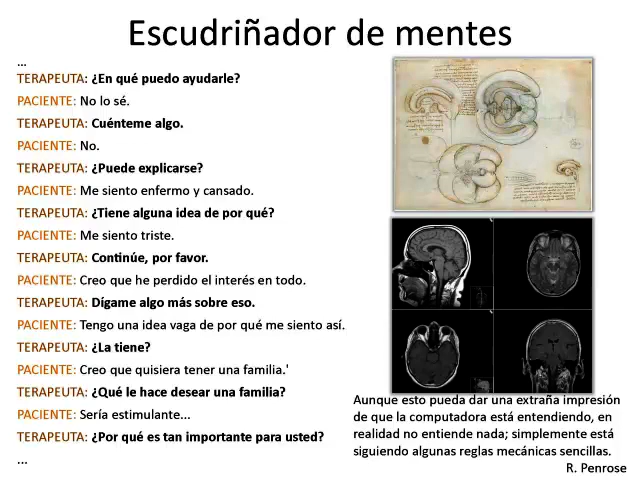 Escudriñador de mentes
...
TERAPEUTA: ¿En qué puedo ayudarle?
PACIENTE: No lo sé.
TERAPEUTA: Cuénteme algo.
PACIENTE: No.
TERAPEUTA: ¿Puede explicarse?
PACIENTE: Me siento enfermo y cansado.
TERAPEUTA: ¿Tiene alguna idea de por qué?
PACIENTE: Me siento triste.
TERAPEUTA: Continúe, por favor.
PACIENTE: Creo que he perdido el interés en todo.
TERAPEUTA: Dígame algo más sobre eso.
PACIENTE: Tengo una idea vaga de por qué me siento así.
TERAPEUTA: ¿La tiene?
PACIENTE: Creo que quisiera tener una familia.'
TERAPEUTA: ¿Qué le hace desear una familia?
PACIENTE: Sería estimulante...
TERAPEUTA: ¿Por qué es tan importante para usted?
...
Aunque esto pueda dar una extraña impresión
de que la computadora está entendiendo, en
realidad no entiende nada; simplemente está
siguiendo algunas reglas mecánicas sencillas.
R. Penrose